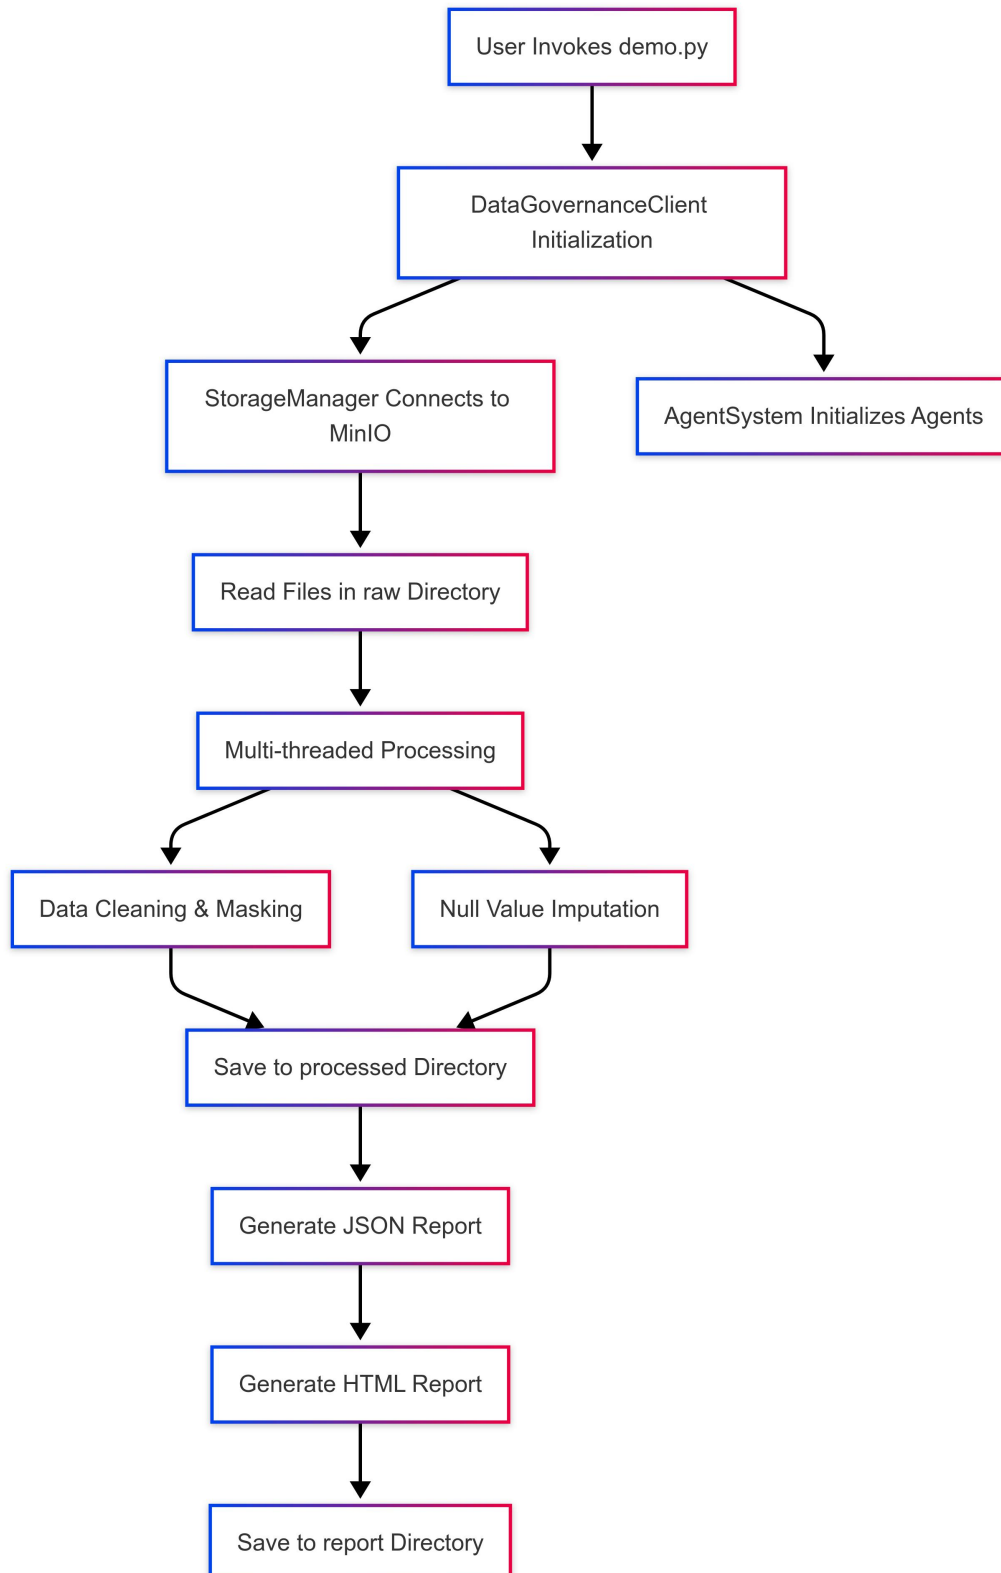 User Invokes demo.py
DataGovernanceClient
Initialization
StorageManager Connects to
MinIO
AgentSystem Initializes Agents
Read Files in raw Directory
Multi-threaded Processing
Data Cleaning & Masking
Null Value Imputation
Save to processed Directory
Generate JSON Report
Generate HTML Report
Save to report Directory